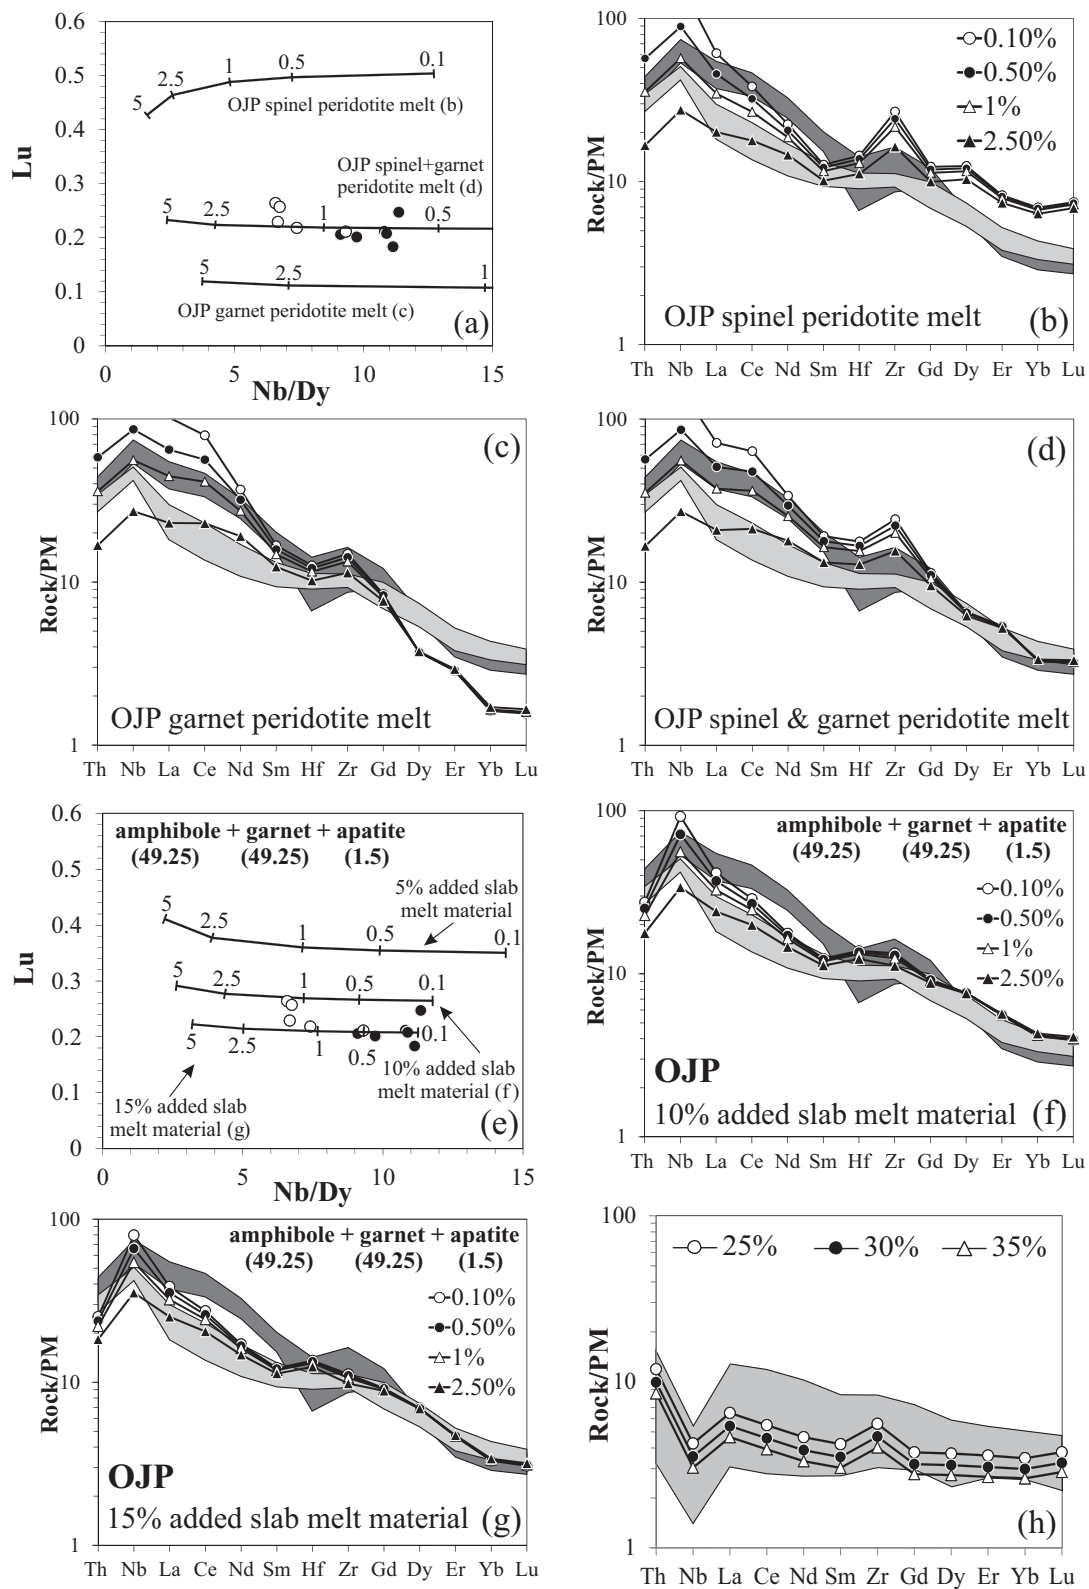 0.6
0.5
0.4
0.3
0.2
0.1
0
Lu
5 2.5 1 0.5 0.1
OJP spinel peridotite melt (b)
OJP spinel+garnet
peridotite melt (d)
5 2.5 1 0.5
5 2.5 1
OJP garnet peridotite melt (c)
(a)
0 5 10 15
Nb/Dy
100
10
1
Rock/PM
0.10%
0.50%
1%
2.50%
OJP spinel peridotite melt
(b)
Th Nb La Ce Nd Sm Hf Zr Gd Dy Er Yb Lu
100
10
1
Rock/PM
(c)
OJP garnet peridotite melt
Th Nb La Ce Nd Sm Hf Zr Gd Dy Er Yb Lu
100
10
1
Rock/PM
(d)
OJP spinel & garnet peridotite melt
Th Nb La Ce Nd Sm Hf Zr Gd Dy Er Yb Lu
0.6
0.5
0.4
0.3
0.2
0.1
0
Lu
amphibole + garnet + apatite
(49.25) (49.25) (1.5)
5% added slab
melt material
5 2.5 1 0.5 0.1
5 2.5 1 0.5 0.1
5 2.5 1 0.5 0.1
10% added slab
melt material (f)
15% added slab
melt material (g)
(e)
0 5 10 15
Nb/Dy
100
10
1
Rock/PM
amphibole + garnet + apatite
(49.25) (49.25) (1.5)
0.10%
0.50%
1%
2.50%
OJP
10% added slab melt material
(f)
Th Nb La Ce Nd Sm Hf Zr Gd Dy Er Yb Lu
100
10
1
Rock/PM
amphibole + garnet + apatite
(49.25) (49.25) (1.5)
0.10%
0.50%
1%
2.50%
OJP
15% added slab melt material
(g)
Th Nb La Ce Nd Sm Hf Zr Gd Dy Er Yb Lu
100
10
1
Rock/PM
25% 30% 35%
(h)
Th Nb La Ce Nd Sm Zr Gd Dy Er Yb Lu